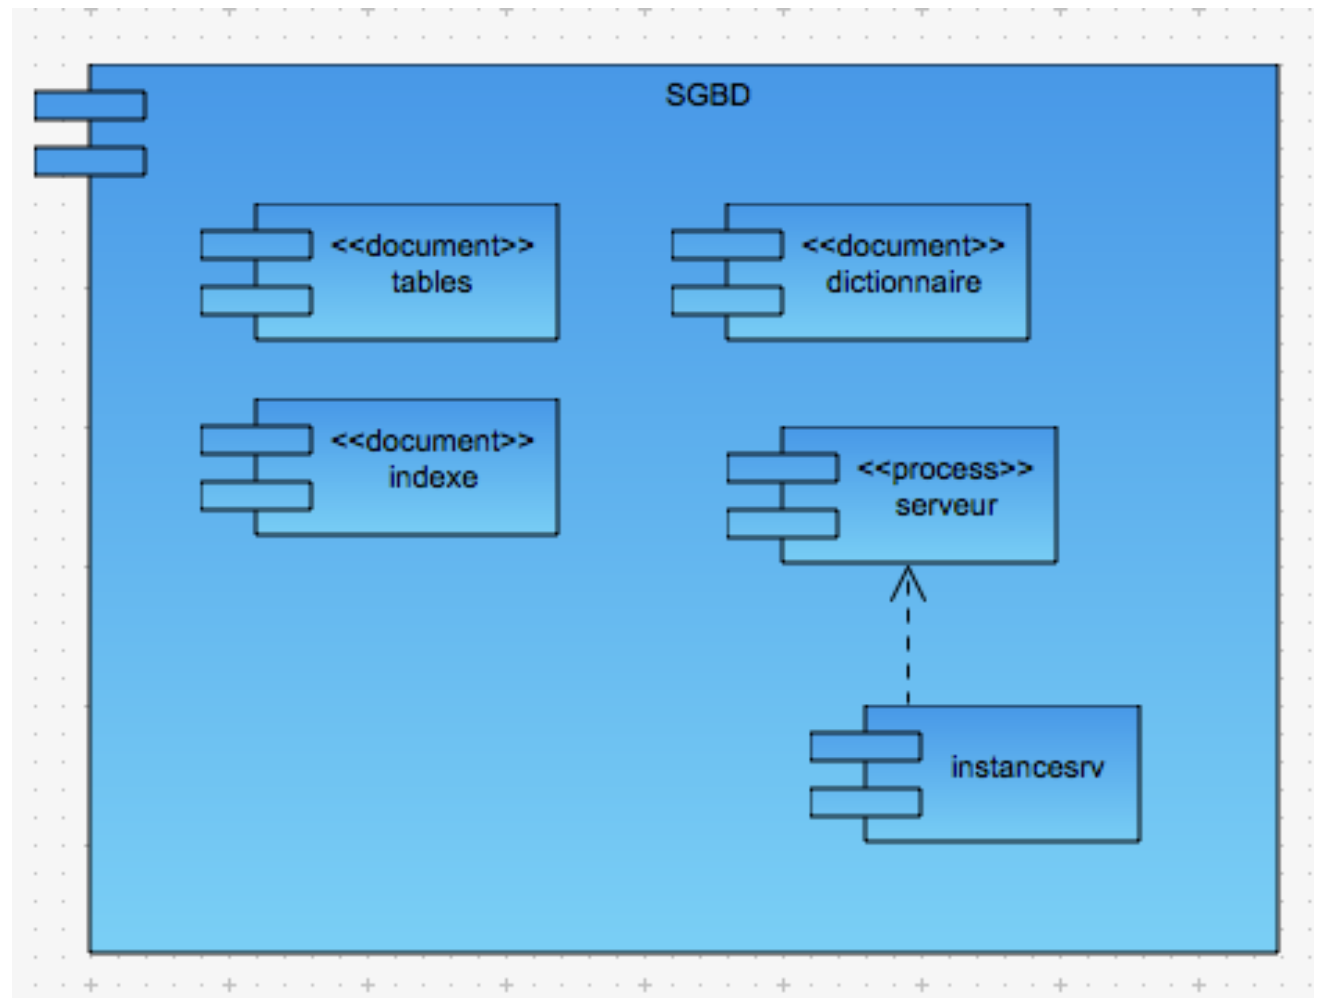 SGBD
<<document>>
tables
<<document>>
dictionnaire
<<document>>
indexe
<<process>>
serveur
instancesrv